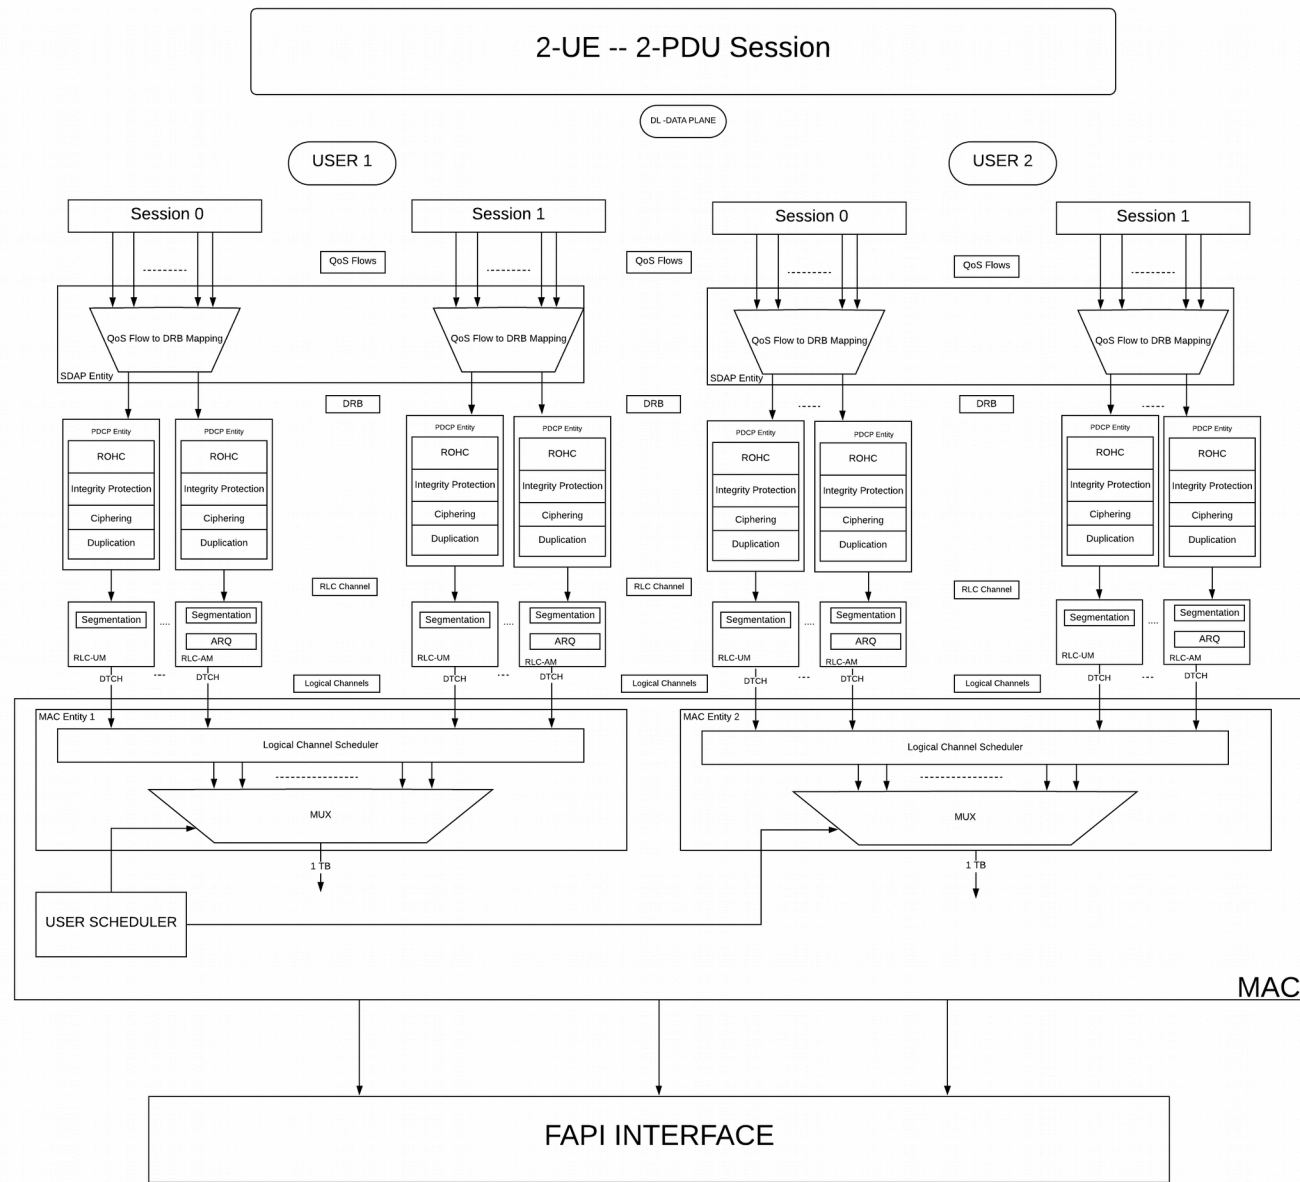 2-UE -- 2-PDU Session
DL -DATA PLANE
USER 1
USER 2
Session 0
Session 1
Session 0
Session 1
QoS Flows
QoS Flows
QoS Flows
QoS Flow to DRB Mapping
QoS Flow to DRB Mapping
QoS Flow to DRB Mapping
QoS Flow to DRB Mapping
SDAP Entity
SDAP Entity
DRB
DRB
DRB
PDCP Entity
ROHC
Integrity Protection
Ciphering
Duplication
PDCP Entity
ROHC
Integrity Protection
Ciphering
Duplication
PDCP Entity
ROHC
Integrity Protection
Ciphering
Duplication
PDCP Entity
ROHC
Integrity Protection
Ciphering
Duplication
PDCP Entity
ROHC
Integrity Protection
Ciphering
Duplication
PDCP Entity
ROHC
Integrity Protection
Ciphering
Duplication
PDCP Entity
ROHC
Integrity Protection
Ciphering
Duplication
PDCP Entity
ROHC
Integrity Protection
Ciphering
Duplication
RLC Channel
RLC Channel
RLC Channel
Segmentation
RLC-UM
....
Segmentation
ARQ
RLC-AM
Segmentation
RLC-UM
....
Segmentation
ARQ
RLC-AM
Segmentation
RLC-UM
....
Segmentation
ARQ
RLC-AM
Segmentation
RLC-UM
....
Segmentation
ARQ
RLC-AM
DTCH
DTCH
Logical Channels
DTCH
DTCH
Logical Channels
DTCH
DTCH
Logical Channels
DTCH
DTCH
MAC Entity 1
Logical Channel Scheduler
MUX
1 TB
MAC Entity 2
Logical Channel Scheduler
MUX
1 TB
USER SCHEDULER
MAC
FAPI INTERFACE